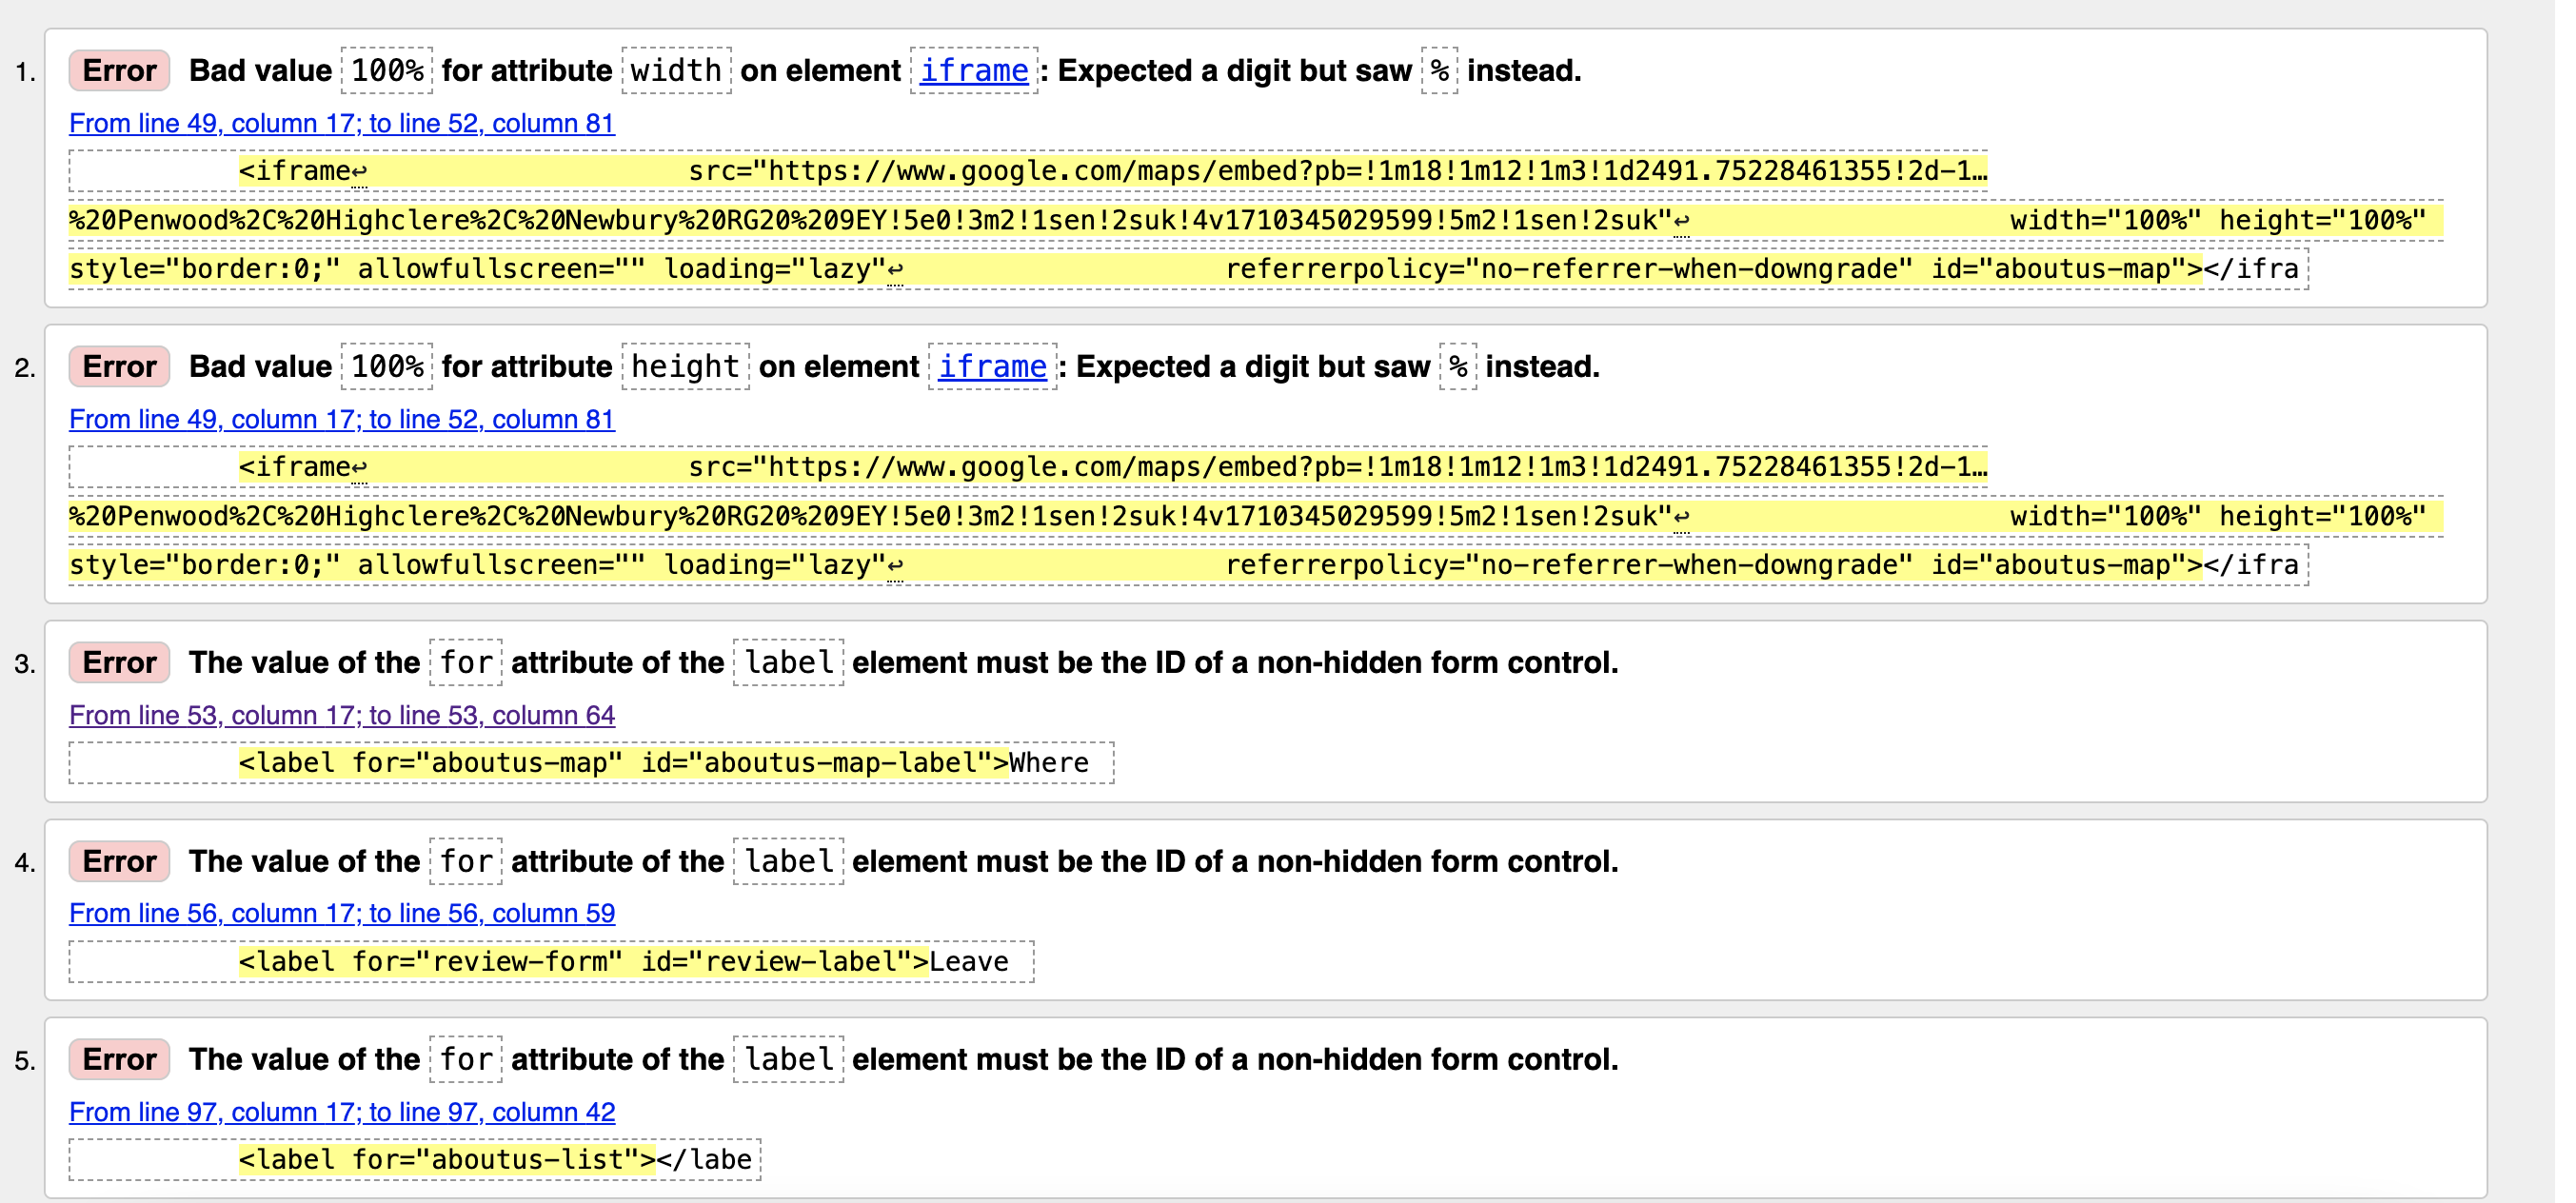 1. Error Bad value 100% for attribute width on element iframe: Expected a digit but saw % instead.
From line 49, column 17; to line 52, column 81
<iframe↩ src="https://www.google.com/maps/embed?pb=!1m18!1m12!1m3!1d2491.75228461355!2d-1…
%20Penwood%2C%20Highclere%2C%20Newbury%20RG20%209EY!5e0!3m2!1sen!2suk!4v1710345029599!5m2!1sen!2suk"↩ width="100%" height="100%"
style="border:0;" allowfullscreen="" loading="lazy"↩ referrerpolicy="no-referrer-when-downgrade" id="aboutus-map"></ifra
2. Error Bad value 100% for attribute height on element iframe: Expected a digit but saw % instead.
From line 49, column 17; to line 52, column 81
<iframe↩ src="https://www.google.com/maps/embed?pb=!1m18!1m12!1m3!1d2491.75228461355!2d-1…
%20Penwood%2C%20Highclere%2C%20Newbury%20RG20%209EY!5e0!3m2!1sen!2suk!4v1710345029599!5m2!1sen!2suk"↩ width="100%" height="100%"
style="border:0;" allowfullscreen="" loading="lazy"↩ referrerpolicy="no-referrer-when-downgrade" id="aboutus-map"></ifra
3. Error The value of the for attribute of the label element must be the ID of a non-hidden form control.
From line 53, column 17; to line 53, column 64
<label for="aboutus-map" id="aboutus-map-label">Where
4. Error The value of the for attribute of the label element must be the ID of a non-hidden form control.
From line 56, column 17; to line 56, column 59
<label for="review-form" id="review-label">Leave
5. Error The value of the for attribute of the label element must be the ID of a non-hidden form control.
From line 97, column 17; to line 97, column 42
<label for="aboutus-list"></labe